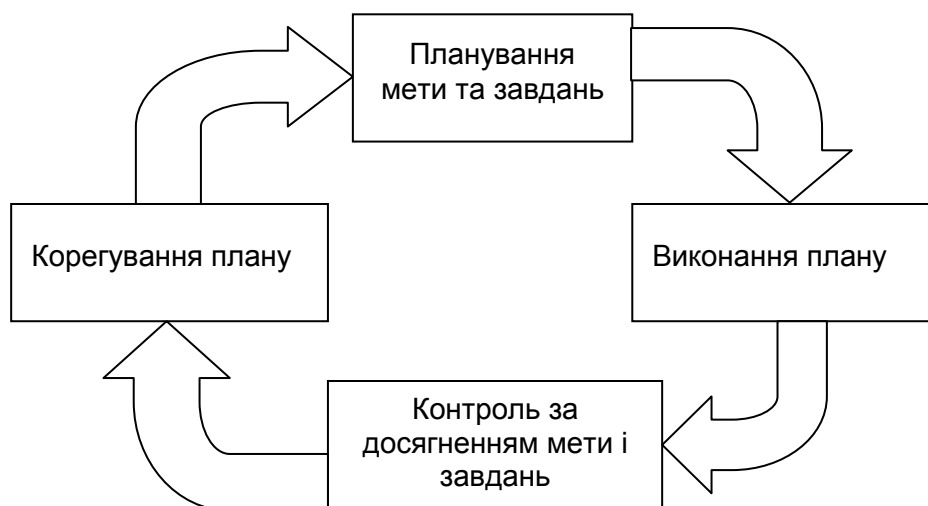 Планування
мети та завдань
Корегування плану
Виконання плану
Контроль за
досягненням мети і
завдань